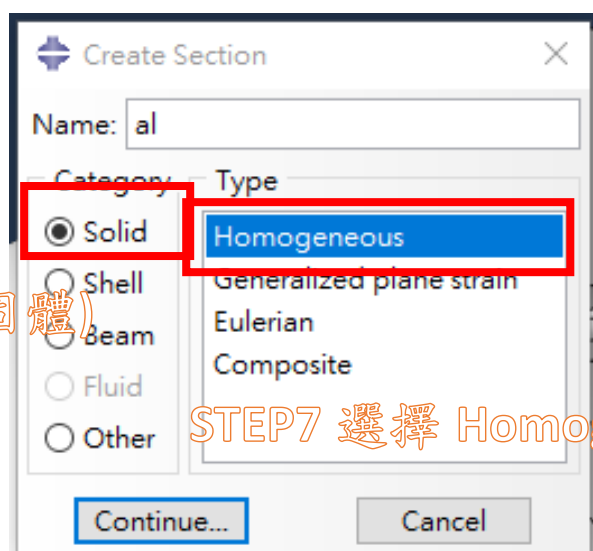 Create Section
Name: al
Category
Type
Solid
Homogeneous
Shell
Generalized plane strain
體)
Beam
Eulerian
Composite
Fluid
STEP7 選擇 Homo
Other
Continue...
Cancel